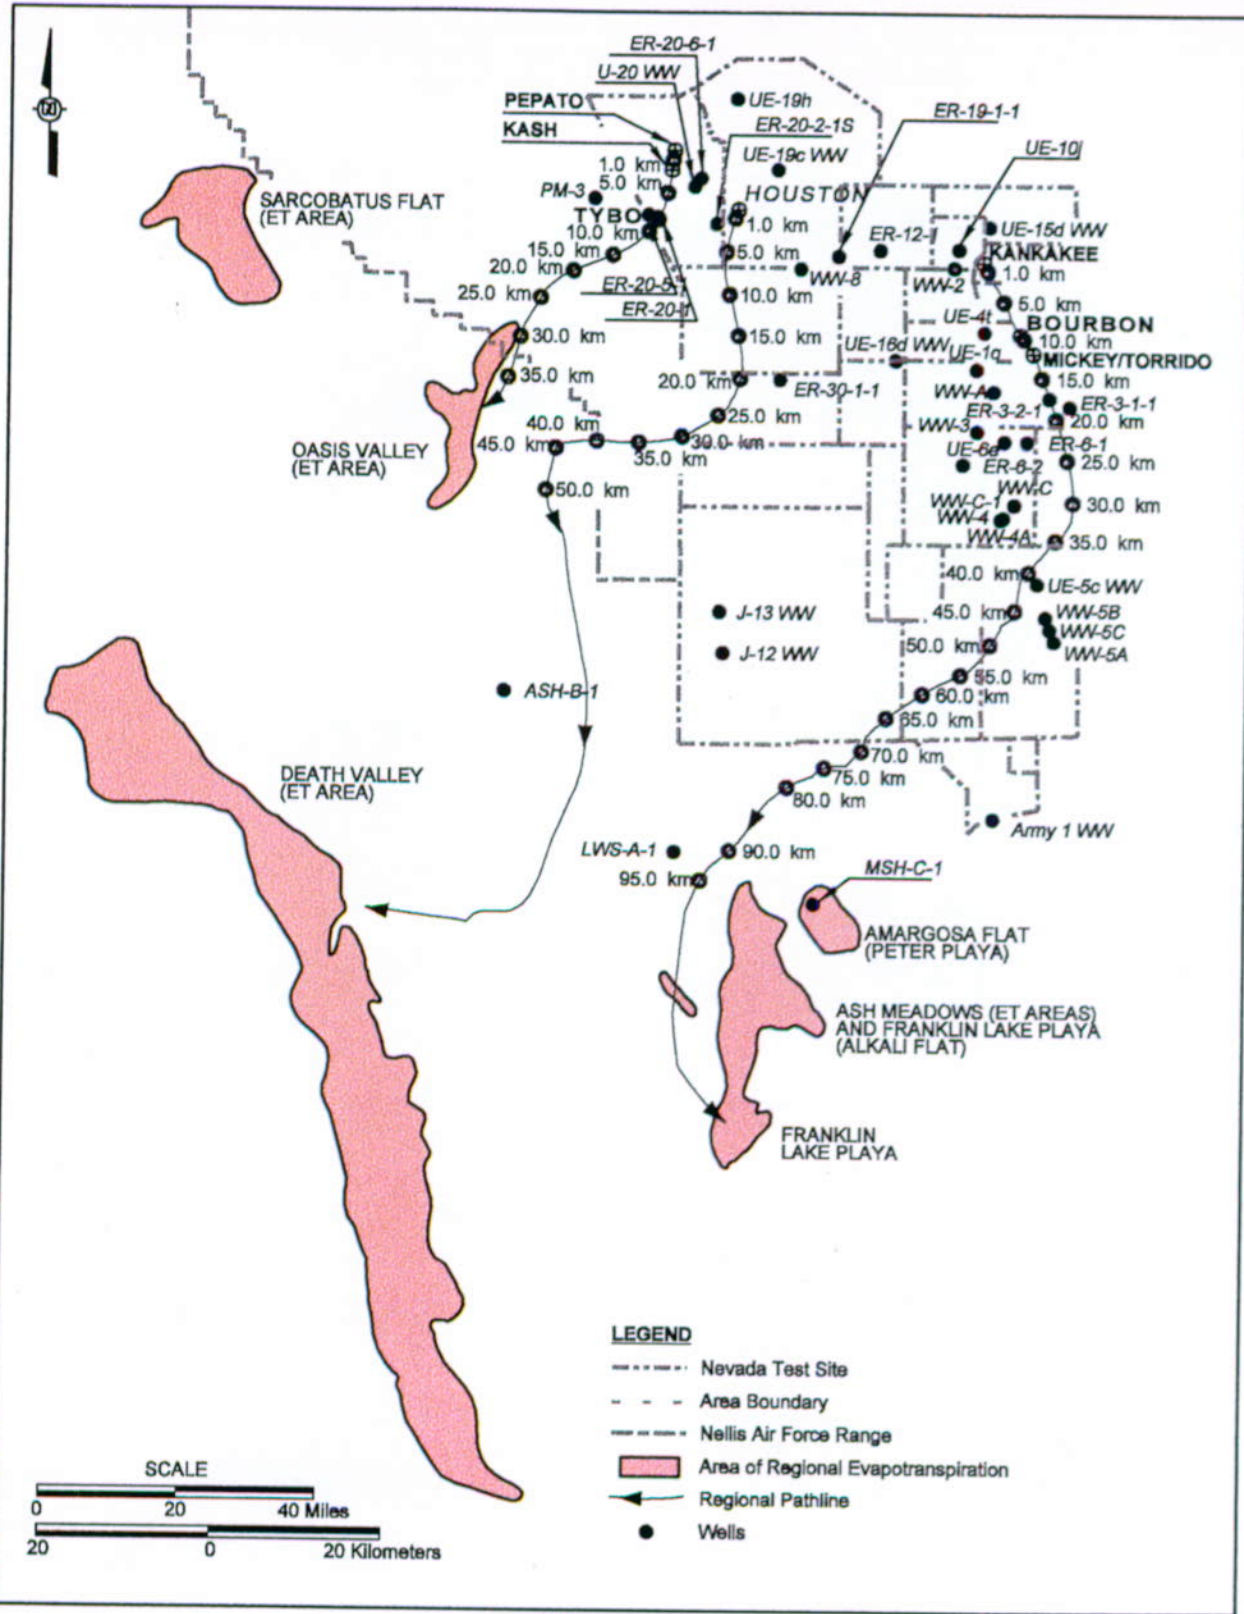 ER-20-6-1
U-20 WW
PEPATO
UE-19h
ER-19-1-1
KASH
ER-20-2-1S
UE-10j
1.0 km
UE-19c WW
5.0 km
PM-3
HOUSTON
SARCOBATUS FLAT
(ET AREA)
TYBO
1.0 km
UE-15d WW
10.0 km
ER-12-
KANKAKEE
15.0 km
5.0 km
20.0 km
WW-8
WW-2
1.0 km
ER-20-5
25.0 km
10.0 km
5.0 km
ER-20-1
UE-4t
BOURBON
30.0 km
15.0 km
10.0 km
UE-16d WW
UE-1q
MICKEY/TORRIDO
35.0 km
20.0 km
ER-30-1-1
15.0 km
WW-A
ER-3-2-1
ER-3-1-1
25.0 km
20.0 km
40.0 km
WW-3
45.0 km
30.0 km
OASIS VALLEY
(ET AREA)
35.0 km
UE-6e
ER-6-1
ER-6-2
25.0 km
50.0 km
WW-C
WW-C-1
30.0 km
WW-4
WW-4A
35.0 km
40.0 km
UE-5c WW
J-13 WW
45.0 km
WW-5B
WW-5C
50.0 km
J-12 WW
WW-5A
55.0 km
ASH-B-1
60.0 km
65.0 km
70.0 km
DEATH VALLEY
(ET AREA)
75.0 km
80.0 km
Army 1 WW
LWS-A-1
90.0 km
95.0 km
MSH-C-1
AMARGOSA FLAT
(PETER PLAYA)
ASH MEADOWS (ET AREAS)
AND FRANKLIN LAKE PLAYA
(ALKALI FLAT)
FRANKLIN
LAKE PLAYA
LEGEND
Nevada Test Site
Area Boundary
Nellis Air Force Range
Area of Regional Evapotranspiration
Regional Pathline
Wells
SCALE
0 20 40 Miles
20 0 20 Kilometers